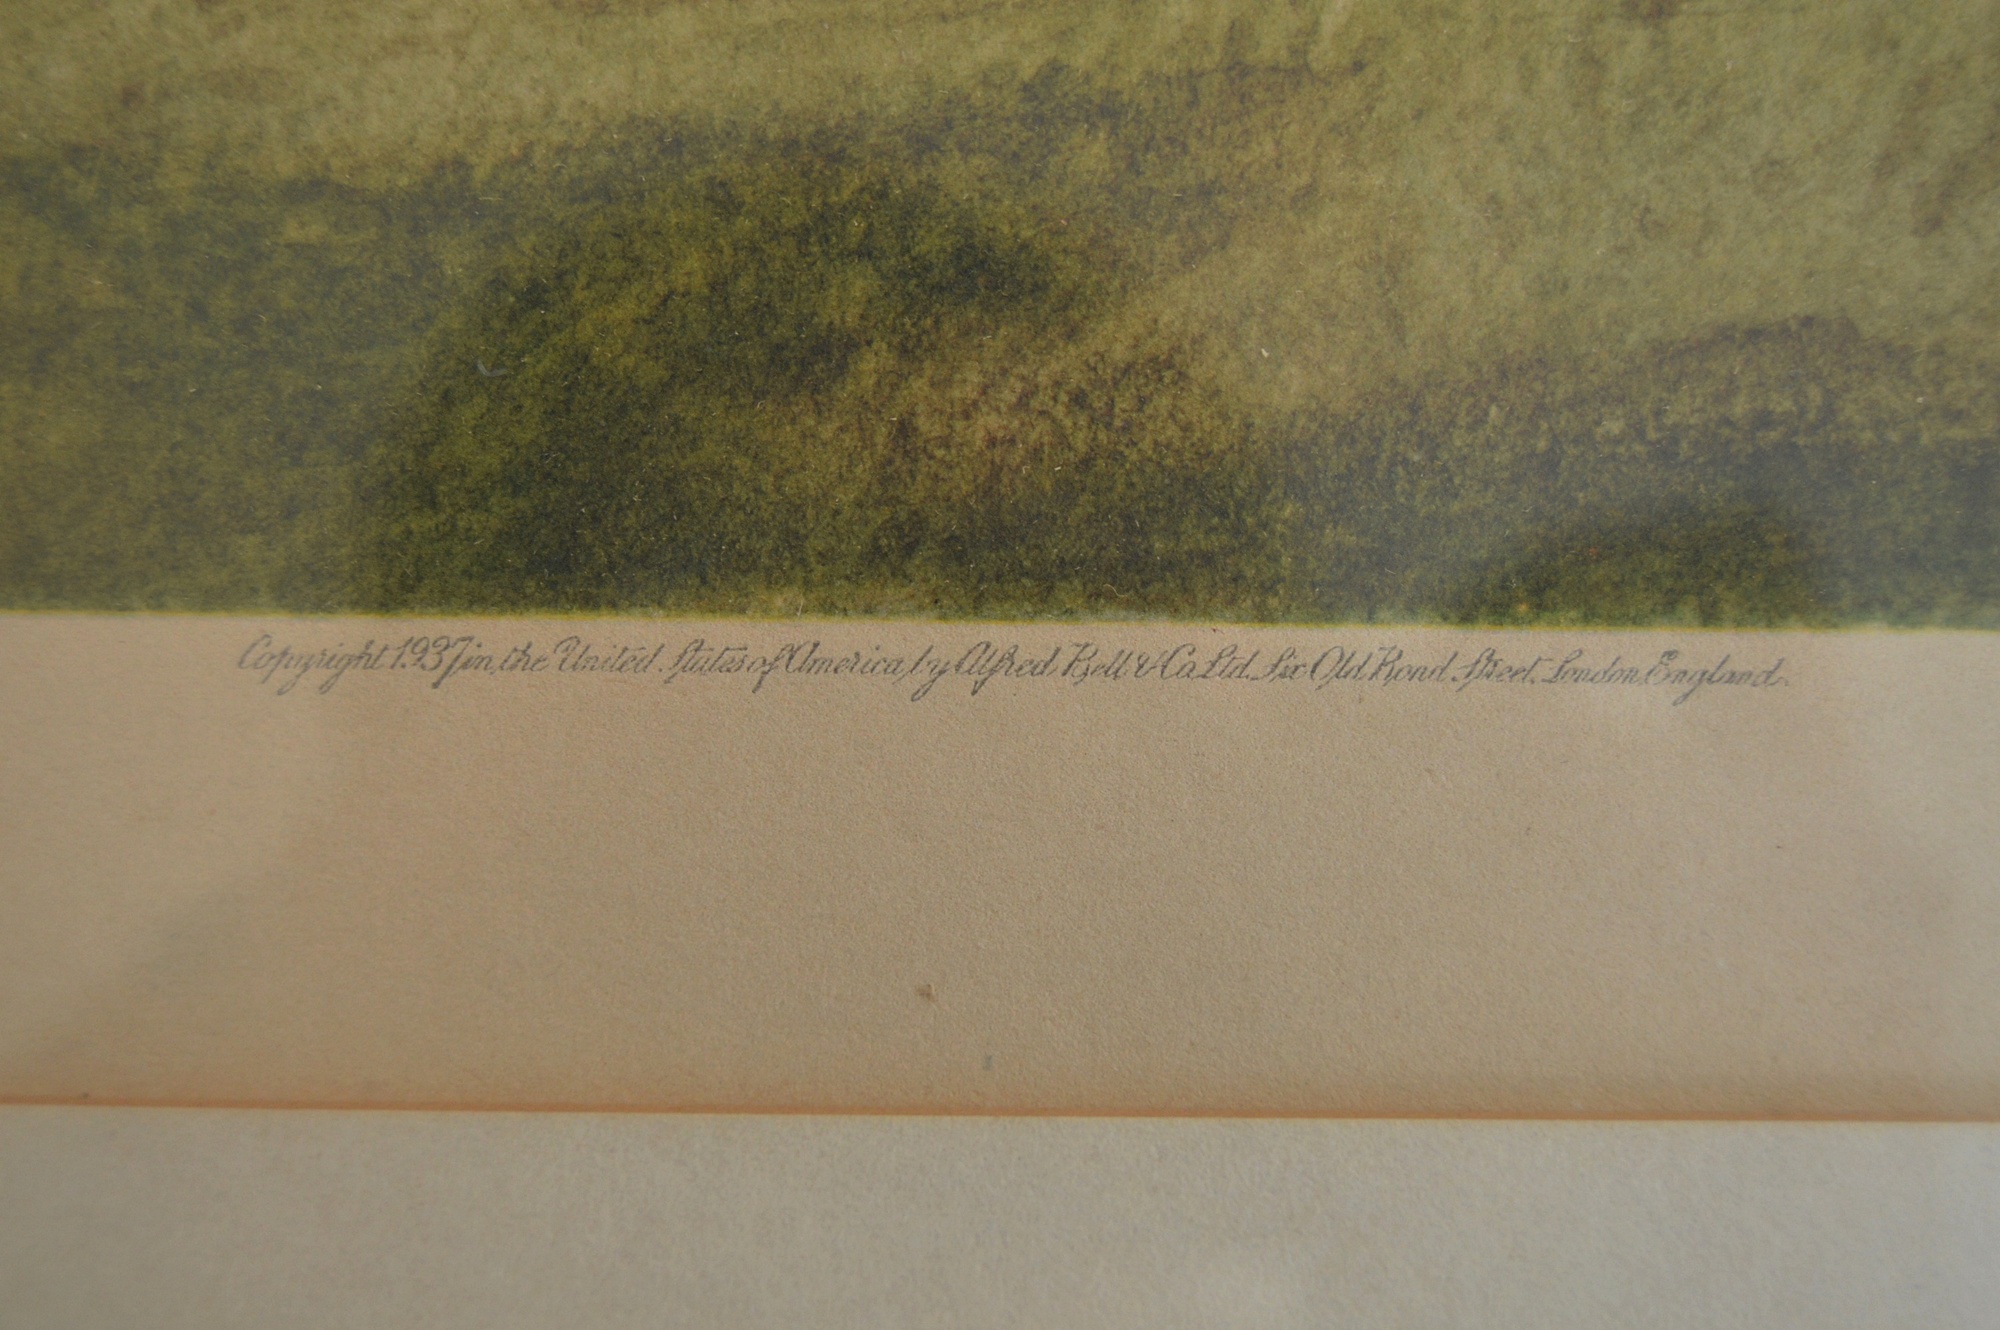 Copyright 1937 in the United States of America by Alfred Bell & Co Ltd. Six Old Bond Street. London England.